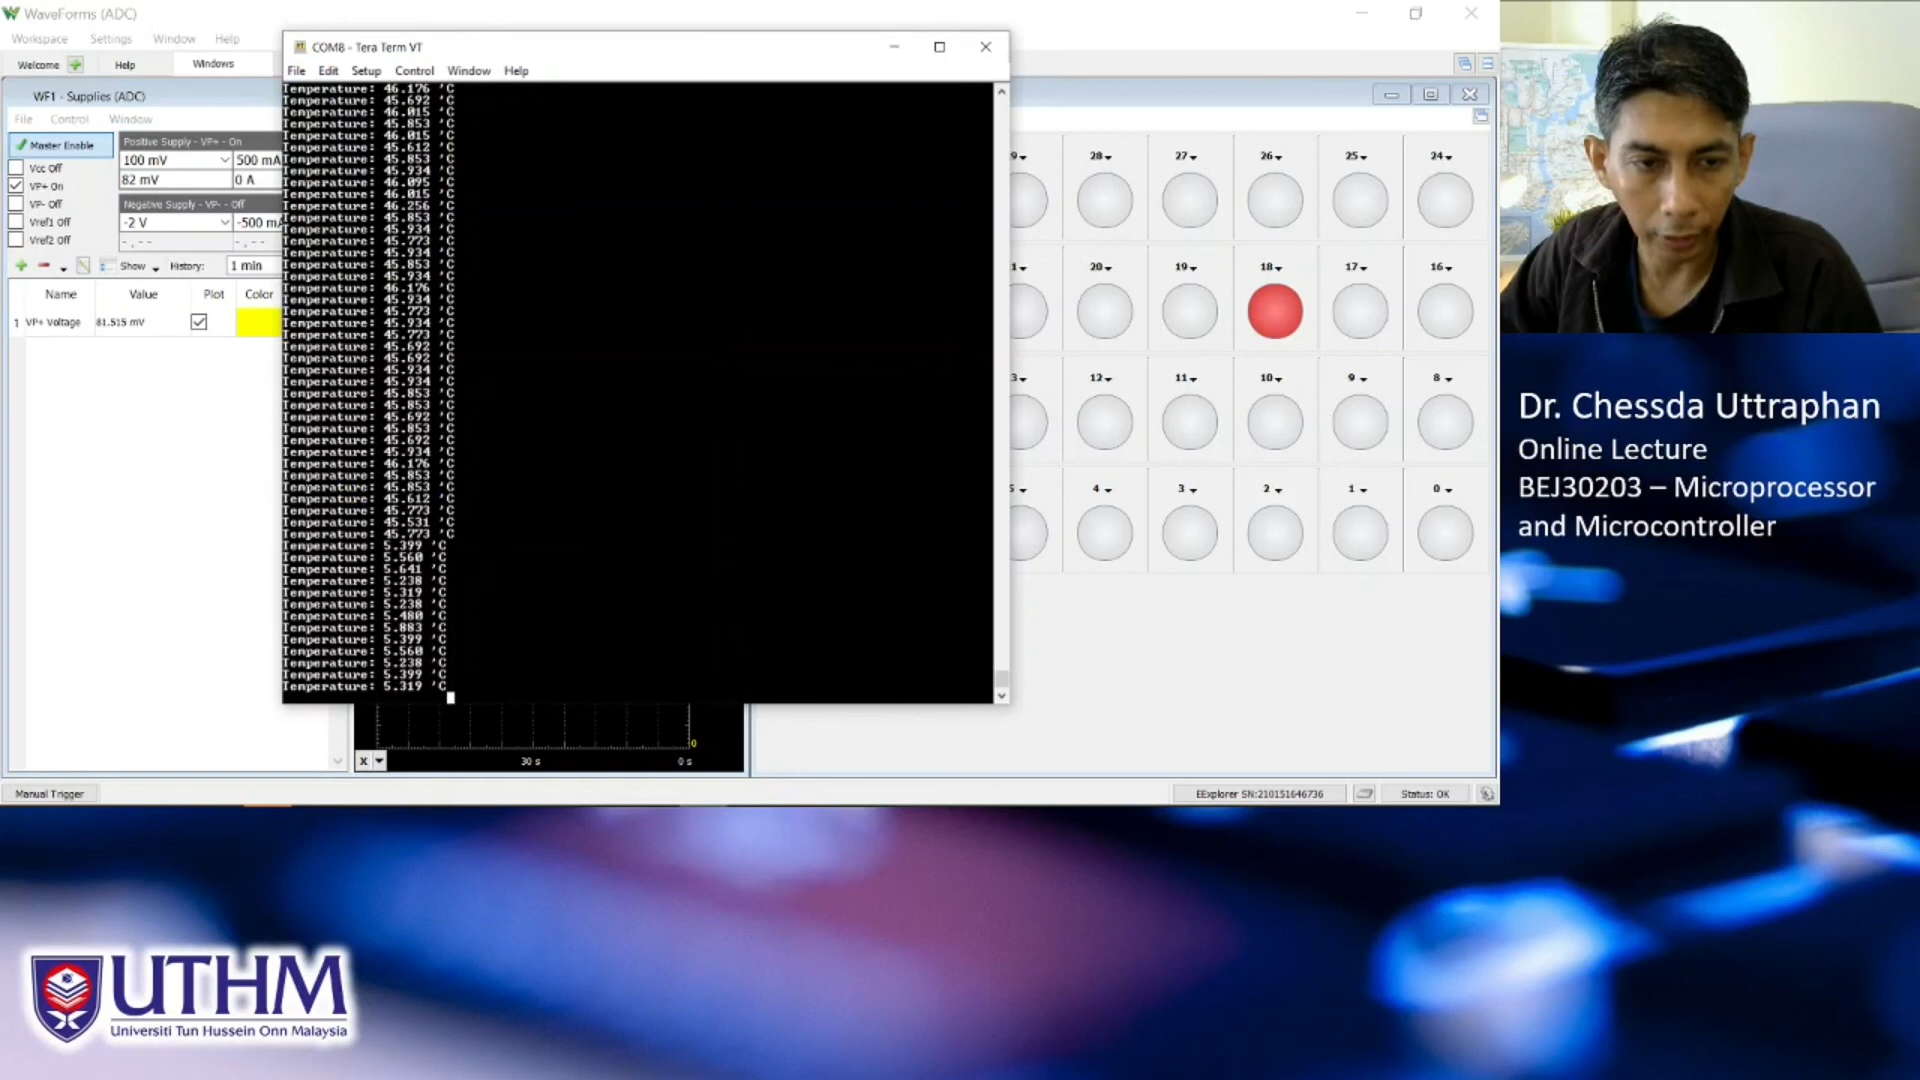 WaveForms (ADC)
Workspace Settings Window Help
Welcome Help Windows
WF1 - Supplies (ADC)
File Control Window
Master Enable
Vcc Off
VP+ On
VP- Off
Vref1 Off
Vref2 Off
Positive Supply - VP+ - On
100 mV 500 mA
82 mV 0 A
Negative Supply - VP- - Off
-2 V -500 mA
- . - - - . - -
Show History: 1 min
Name Value Plot Color
1 VP+ Voltage 81.515 mV
COM8 - Tera Term VT
File Edit Setup Control Window Help
Temperature: 46.176 'C
Temperature: 45.692 'C
Temperature: 46.015 'C
Temperature: 45.853 'C
Temperature: 46.015 'C
Temperature: 45.612 'C
Temperature: 45.853 'C
Temperature: 45.934 'C
Temperature: 46.095 'C
Temperature: 46.015 'C
Temperature: 46.256 'C
Temperature: 45.853 'C
Temperature: 45.934 'C
Temperature: 45.773 'C
Temperature: 45.934 'C
Temperature: 45.853 'C
Temperature: 45.934 'C
Temperature: 46.176 'C
Temperature: 45.934 'C
Temperature: 45.773 'C
Temperature: 45.934 'C
Temperature: 45.773 'C
Temperature: 45.692 'C
Temperature: 45.692 'C
Temperature: 45.934 'C
Temperature: 45.934 'C
Temperature: 45.853 'C
Temperature: 45.853 'C
Temperature: 45.692 'C
Temperature: 45.853 'C
Temperature: 45.692 'C
Temperature: 45.934 'C
Temperature: 46.176 'C
Temperature: 45.853 'C
Temperature: 45.853 'C
Temperature: 45.612 'C
Temperature: 45.773 'C
Temperature: 45.531 'C
Temperature: 45.773 'C
Temperature: 5.399 'C
Temperature: 5.560 'C
Temperature: 5.641 'C
Temperature: 5.238 'C
Temperature: 5.319 'C
Temperature: 5.238 'C
Temperature: 5.480 'C
Temperature: 5.883 'C
Temperature: 5.399 'C
Temperature: 5.560 'C
Temperature: 5.238 'C
Temperature: 5.399 'C
Temperature: 5.319 'C
28 27 26 25 24
20 19 18 17 16
12 11 10 9 8
4 3 2 1 0
0
X 30 s 0 s
Manual Trigger
EExplorer SN:210151646736 Status: OK
Dr. Chessda Uttraphan
Online Lecture
BEJ30203 – Microprocessor
and Microcontroller
UTHM
Universiti Tun Hussein Onn Malaysia